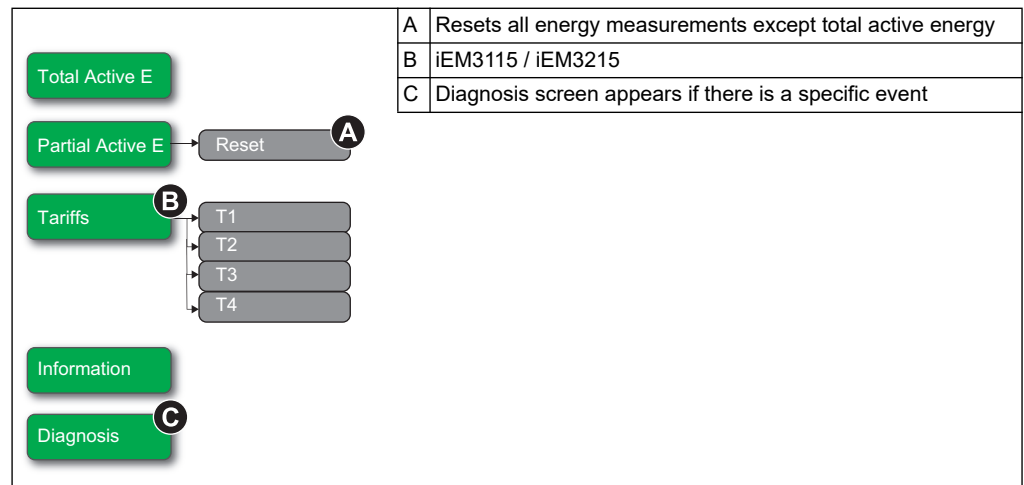 A Resets all energy measurements except total active energy
B iEM3115 / iEM3215
C Diagnosis screen appears if there is a specific event
Total Active E
Partial Active E
Reset
A
Tariffs
B
T1
T2
T3
T4
Information
Diagnosis
C